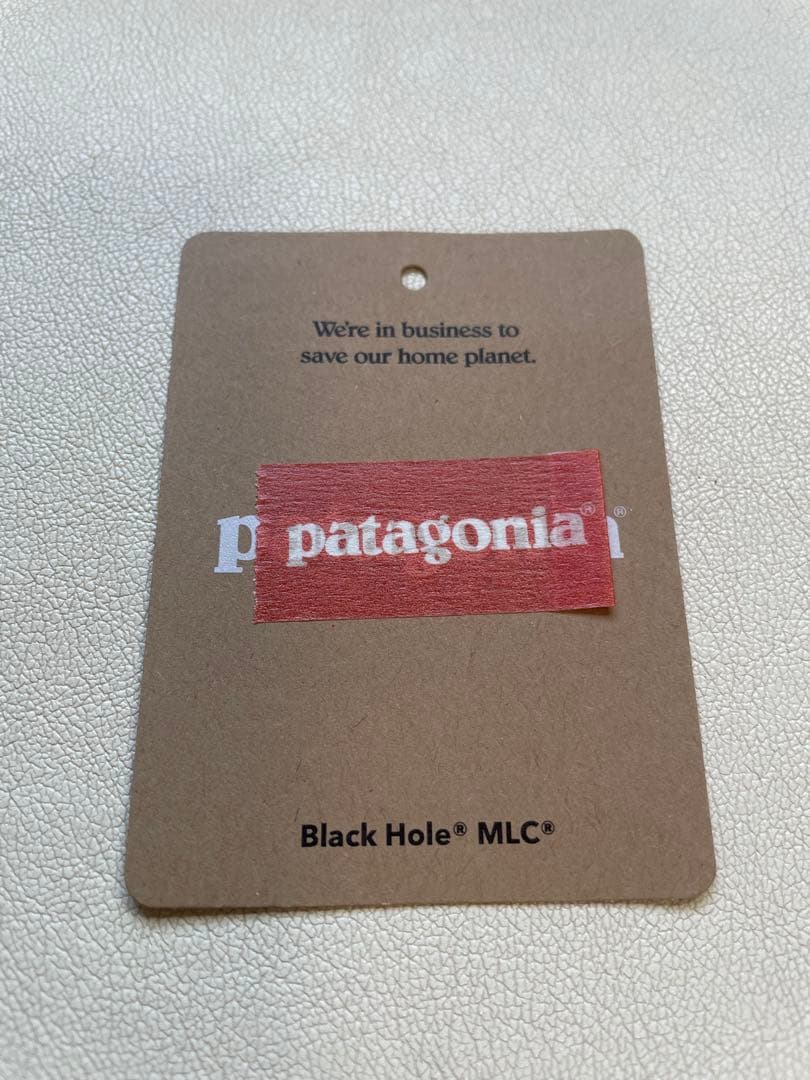 We're in business to
save our home planet.
patagonia®
Black Hole® MLC®